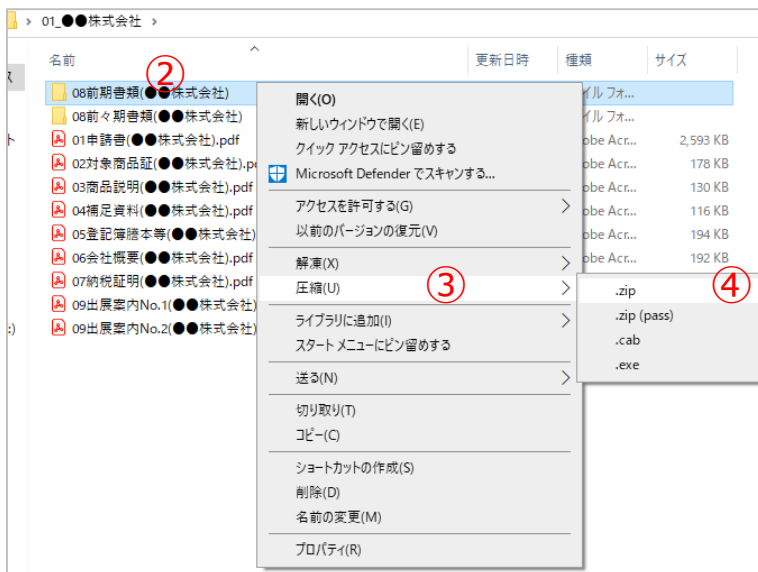 01_●●株式会社
名前 更新日時 種類 サイズ
②
08前期書類(●●株式会社)
08前々期書類(●●株式会社)
01申請書(●●株式会社).pdf
02対象商品証(●●株式会社).p
03商品説明(●●株式会社).pdf
04補足資料(●●株式会社).pdf
05登記簿謄本等(●●株式会社)
06会社概要(●●株式会社).pdf
07納税証明(●●株式会社).pdf
09出展案内No.1(●●株式会社)
09出展案内No.2(●●株式会社)
イル フォ...
イル フォ...
obe Acr... 2,593 KB
obe Acr... 178 KB
obe Acr... 130 KB
obe Acr... 116 KB
obe Acr... 194 KB
obe Acr... 192 KB
開く(O)
新しいウィンドウで開く(E)
クイック アクセスにピン留めする
Microsoft Defender でスキャンする...
アクセスを許可する(G)
以前のバージョンの復元(V)
解凍(X)
圧縮(U)
③
ライブラリに追加(I)
スタート メニューにピン留めする
送る(N)
切り取り(T)
コピー(C)
ショートカットの作成(S)
削除(D)
名前の変更(M)
プロパティ(R)
.zip
④
.zip (pass)
.cab
.exe
:)